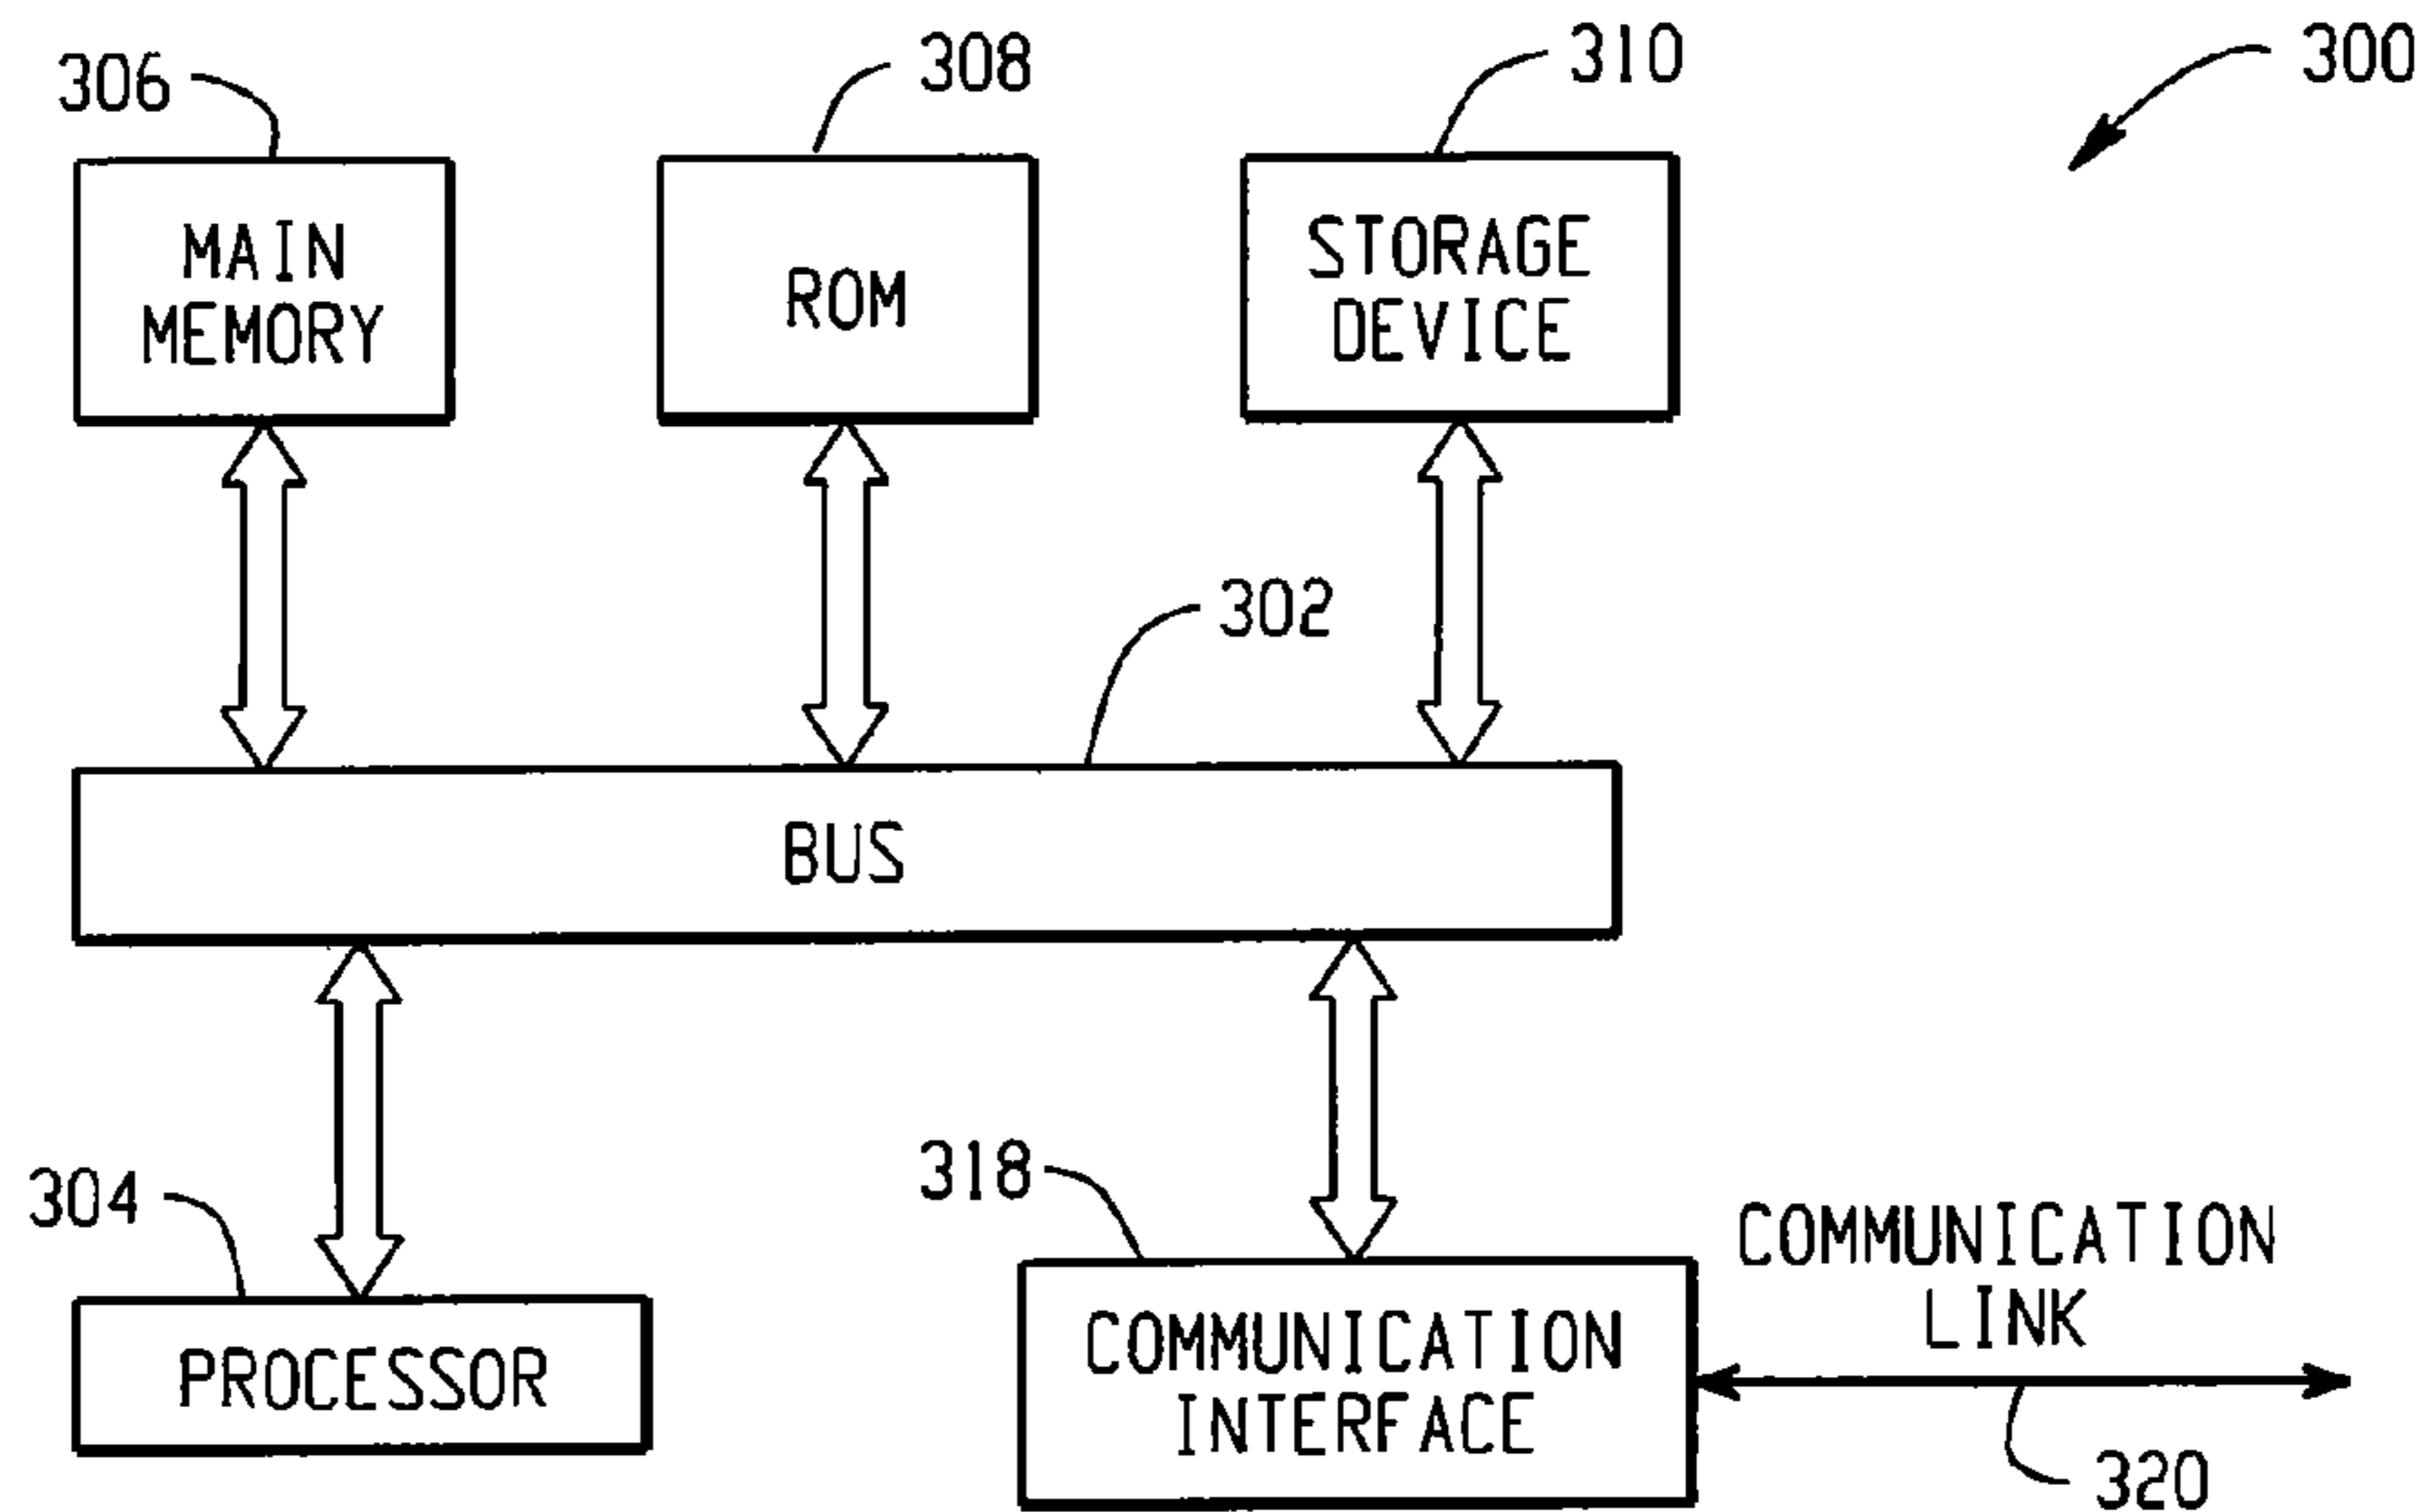 306
308
310
300
MAIN
MEMORY
ROM
STORAGE
DEVICE
302
BUS
304
318
PROCESSOR
COMMUNICATION
INTERFACE
COMMUNICATION
LINK
320